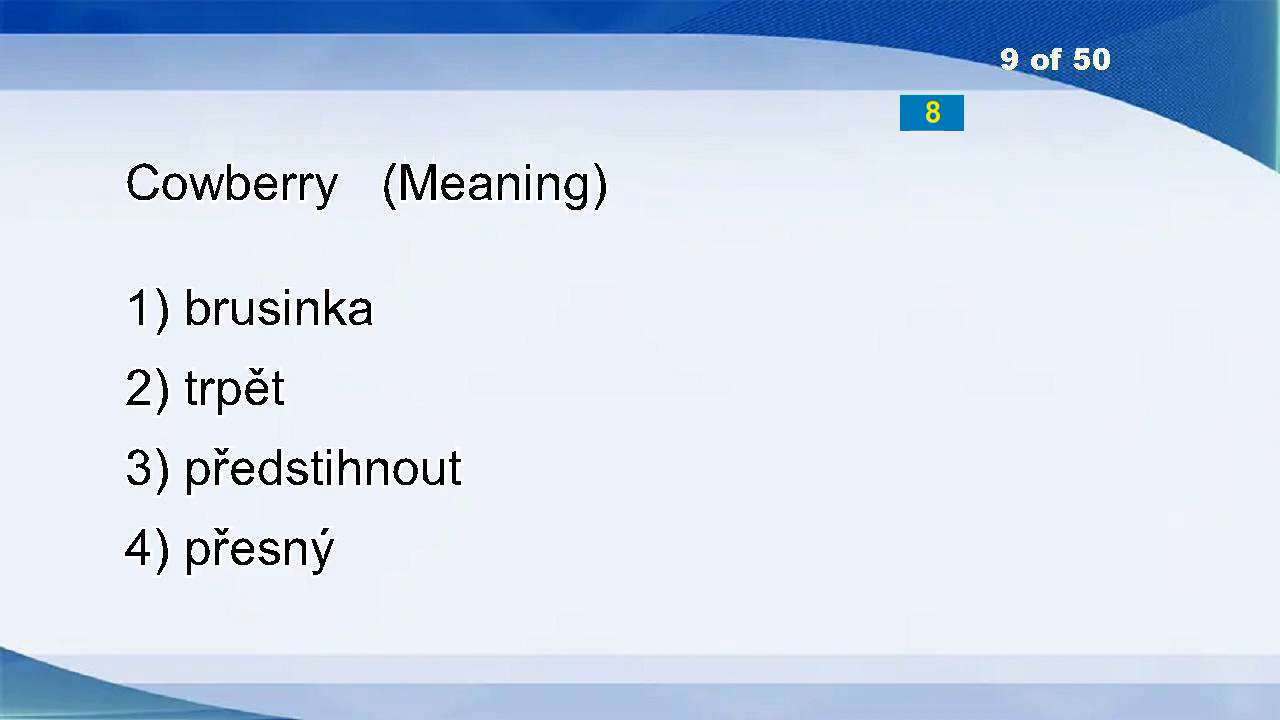 9 of 50
8
Cowberry (Meaning)
1) brusinka
2) trpět
3) předstihnout
4) přesný